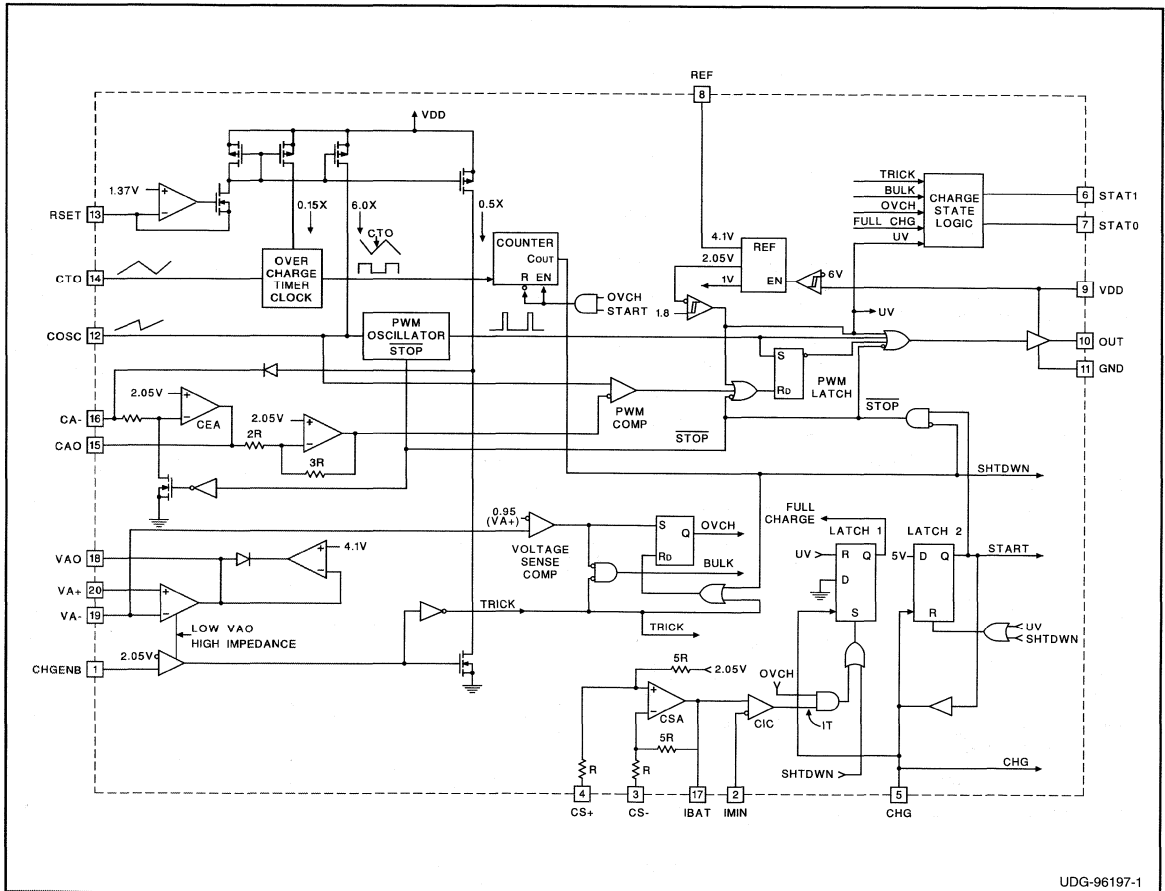 REF
8
VDD
1.37V
RSET 13
0.15X
6.0X
CTO
0.5X
TRICK
BULK
OVCH
FULL CHG
UV
CHARGE
STATE
LOGIC
6 STAT1
7 STAT0
4.1V
2.05V
1V
REF
EN
6V
9 VDD
COUNTER
COUT
R EN
OVCH
START
1.8
UV
CTO 14
OVER
CHARGE
TIMER
CLOCK
COSC 12
PWM
OSCILLATOR
STOP
S
RD
PWM
LATCH
10 OUT
11 GND
CA- 16
2.05V
CEA
CAO 15
2R
2.05V
3R
PWM
COMP
STOP
STOP
SHTDWN
0.95
(VA+)
VOLTAGE
SENSE
COMP
S
Q
RD
OVCH
BULK
FULL
CHARGE
LATCH 1
UV
R Q
D
S
LATCH 2
5V
D Q
R
START
UV
SHTDWN
VAO 18
4.1V
VA+ 20
VA- 19
LOW VAO
HIGH IMPEDANCE
TRICK
TRICK
CHGENB 1
2.05V
5R
2.05V
CSA
5R
R
R
OVCH
CIC
IT
SHTDWN
CHG
4
3
17
2
5
CS+
CS-
IBAT
IMIN
CHG
UDG-96197-1